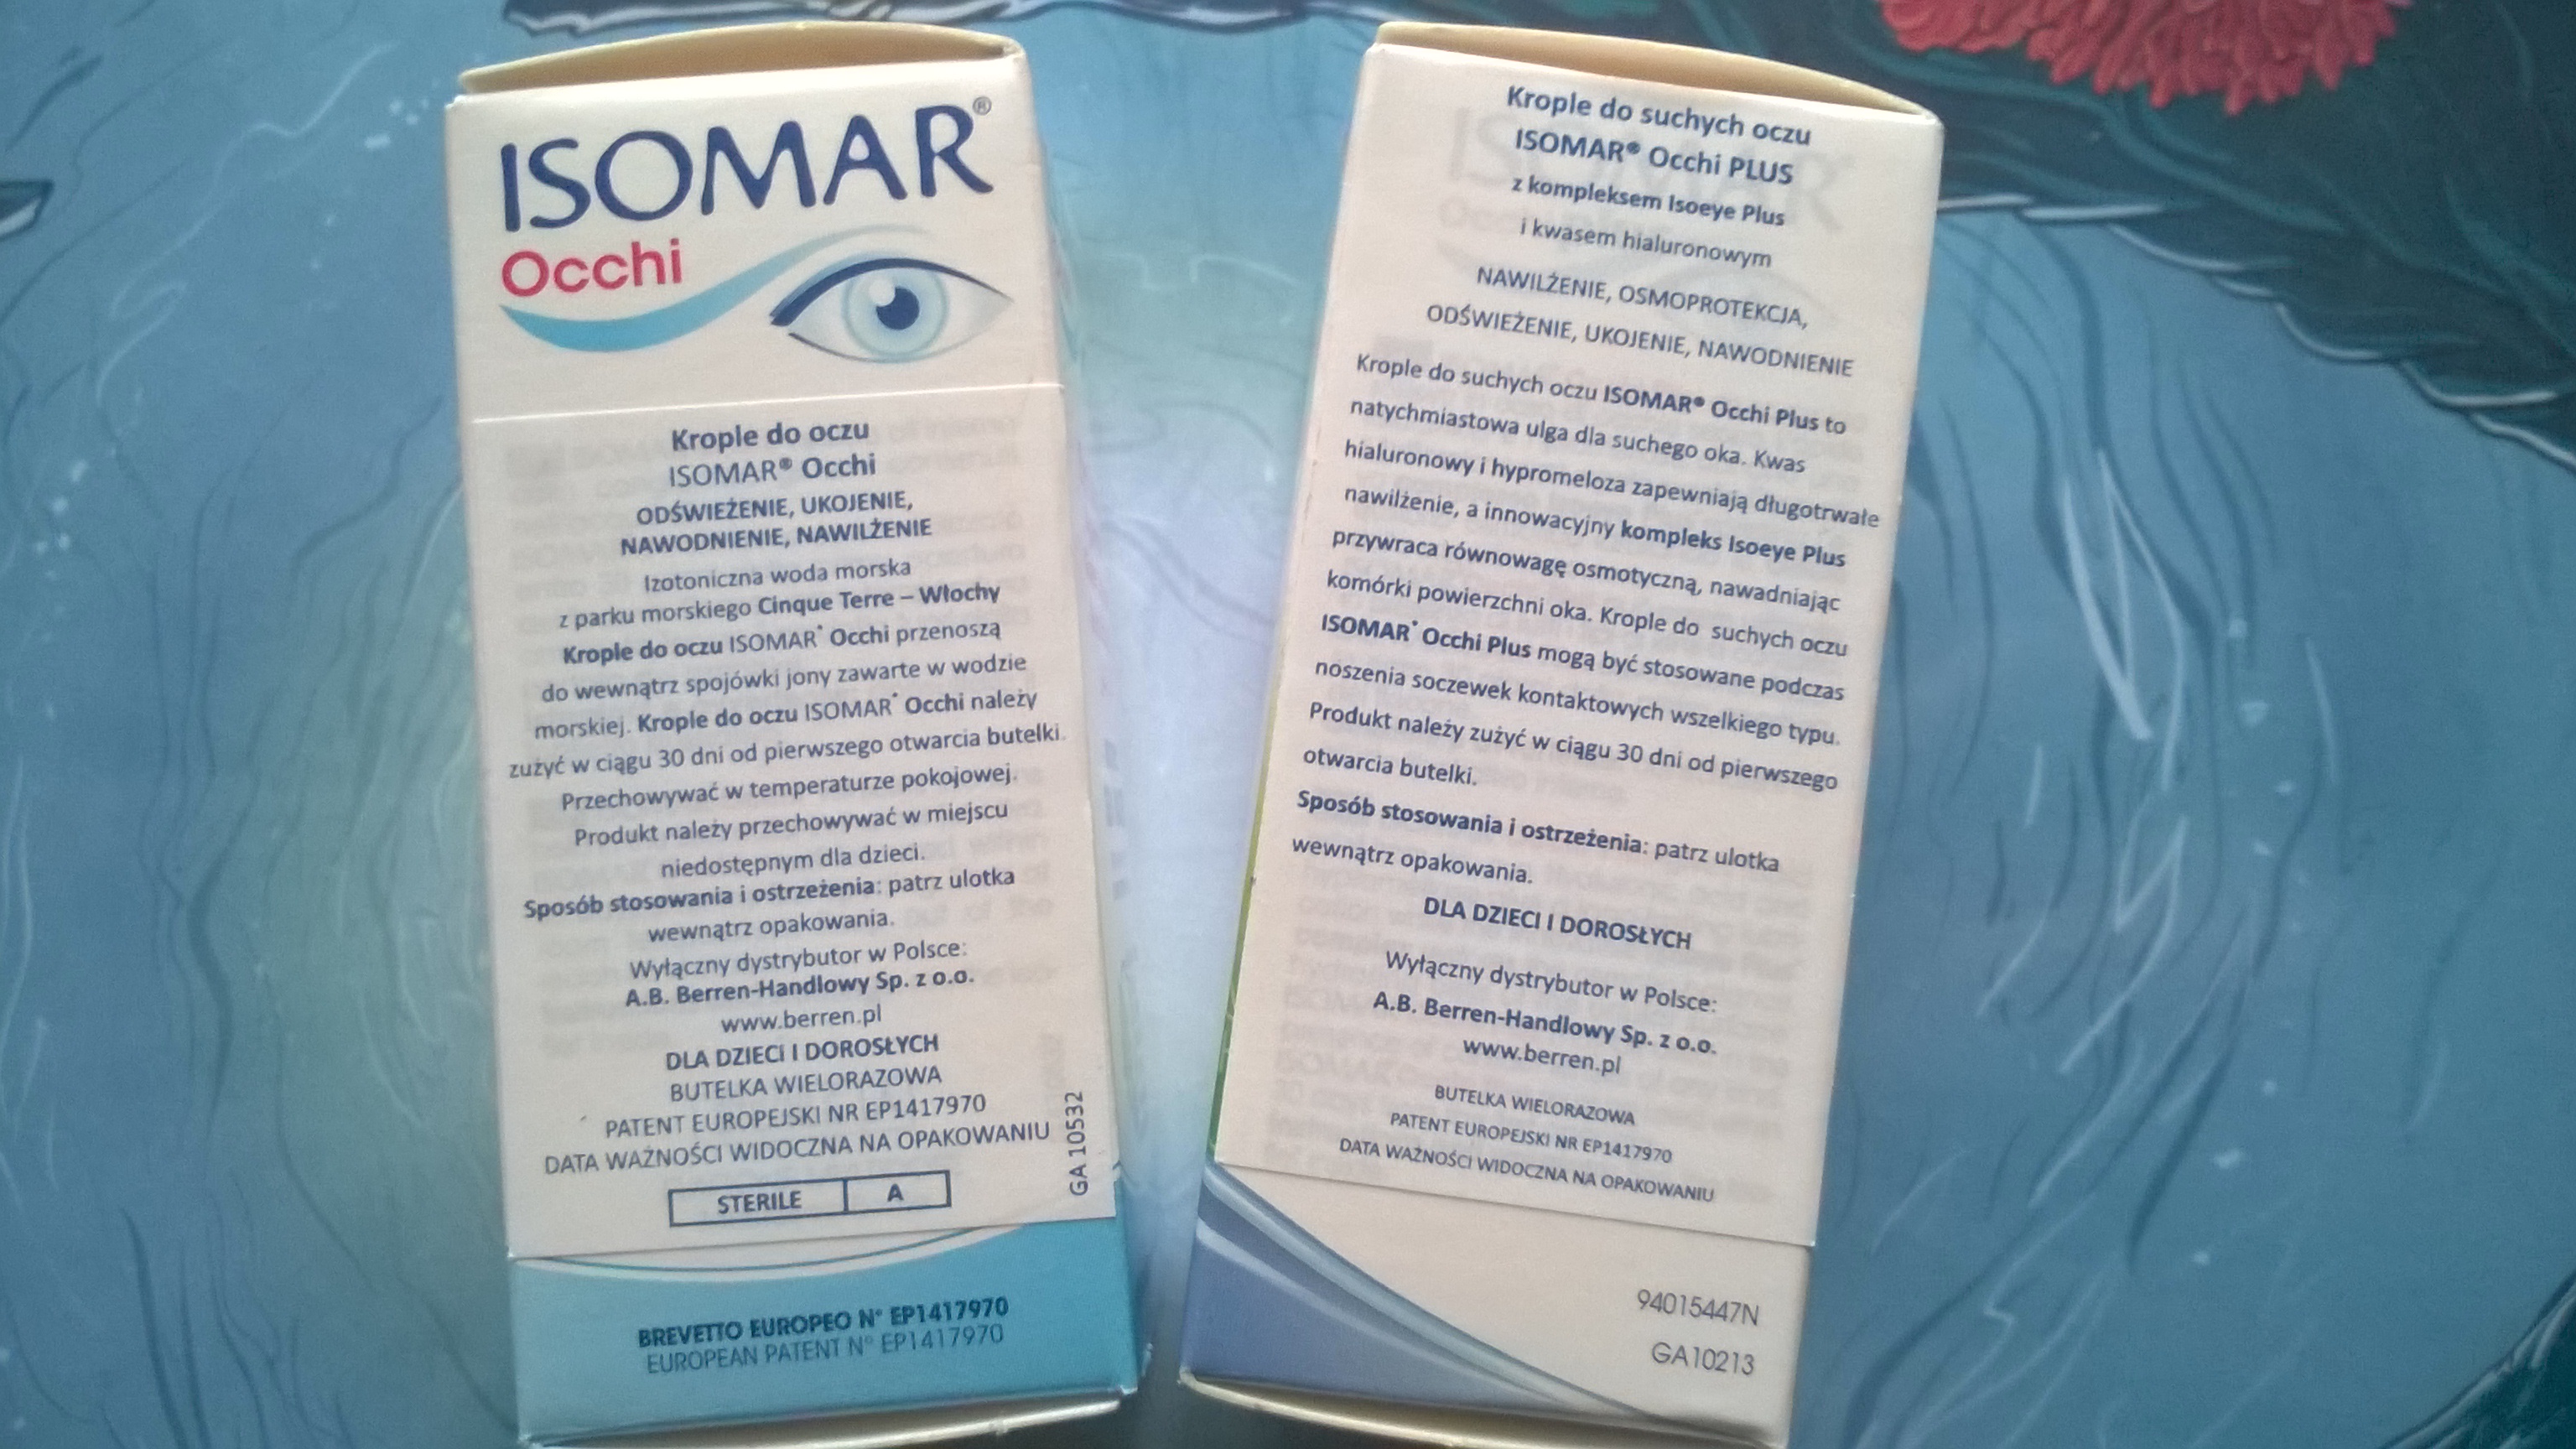 ISOMAR®
Occhi
Krople do oczu
ISOMAR® Occhi
ODŚWIEŻENIE, UKOJENIE,
NAWODNIENIE, NAWILŻENIE
Izotoniczna woda morska
z parku morskiego Cinque Terre – Włochy
Krople do oczu ISOMAR® Occhi przenoszą
do wewnątrz spojówki jony zawarte w wodzie
morskiej. Krople do oczu ISOMAR® Occhi należy
zużyć w ciągu 30 dni od pierwszego otwarcia butelki.
Przechowywać w temperaturze pokojowej.
Produkt należy przechowywać w miejscu
niedostępnym dla dzieci.
Sposób stosowania i ostrzeżenia: patrz ulotka
wewnątrz opakowania.
Wyłączny dystrybutor w Polsce:
A.B. Berren-Handlowy Sp. z o.o.
www.berren.pl
DLA DZIECI I DOROSŁYCH
BUTELKA WIELORAZOWA
PATENT EUROPEJSKI NR EP1417970
DATA WAŻNOŚCI WIDOCZNA NA OPAKOWANIU
STERILE A
GA 10532
BREVETTO EUROPEO N° EP1417970
EUROPEAN PATENT N° EP1417970
Krople do suchych oczu
ISOMAR® Occhi PLUS
z kompleksem Isoeye Plus
i kwasem hialuronowym
NAWILŻENIE, OSMOPROTEKCJA,
ODŚWIEŻENIE, UKOJENIE, NAWODNIENIE
Krople do suchych oczu ISOMAR® Occhi Plus to
natychmiastowa ulga dla suchego oka. Kwas
hialuronowy i hypromeloza zapewniają długotrwałe
nawilżenie, a innowacyjny kompleks Isoeye Plus
przywraca równowagę osmotyczną, nawadniając
komórki powierzchni oka. Krople do suchych oczu
ISOMAR® Occhi Plus mogą być stosowane podczas
noszenia soczewek kontaktowych wszelkiego typu.
Produkt należy zużyć w ciągu 30 dni od pierwszego
otwarcia butelki.
Sposób stosowania i ostrzeżenia: patrz ulotka
wewnątrz opakowania.
DLA DZIECI I DOROSŁYCH
Wyłączny dystrybutor w Polsce:
A.B. Berren-Handlowy Sp. z o.o.
www.berren.pl
BUTELKA WIELORAZOWA
PATENT EUROPEJSKI NR EP1417970
DATA WAŻNOŚCI WIDOCZNA NA OPAKOWANIU
94015447N
GA10213